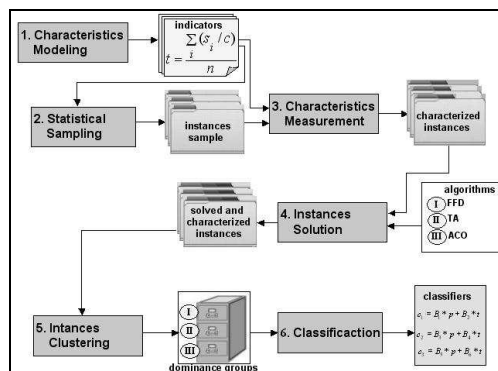 indicators
1. Characteristics
Modeling
t = Σ i (s i /c) / n
2. Statistical
Sampling
instances
sample
3. Characteristics
Measurement
characterized
instances
algorithms
I FFD
II TA
III ACO
solved and
characterized
instances
4. Instances
Solution
5. Intances
Clustering
I
II
III
dominance groups
6. Classificaction
classifiers